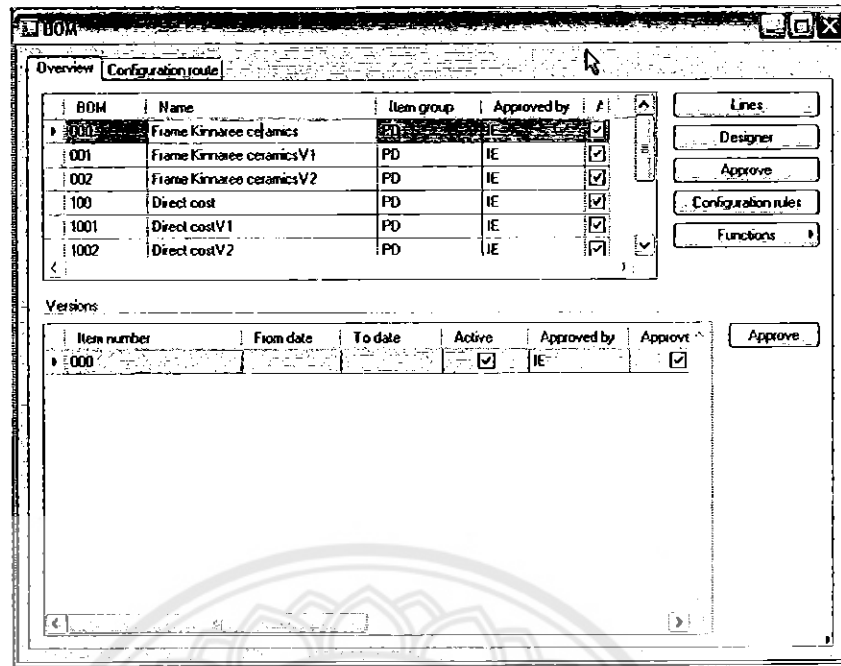 BOM
Overview Configuration route
BOM Name Item group Approved by A
000 Frame Kinnaree ceramics PD IE
001 Frame Kinnaree ceramicsV1 PD IE
002 Frame Kinnaree ceramicsV2 PD IE
100 Direct cost PD IE
1001 Direct costV1 PD IE
1002 Direct costV2 PD IE
Lines
Designer
Approve
Configuration rules
Functions
Versions
Item number From date To date Active Approved by Approve
000 IE
Approve